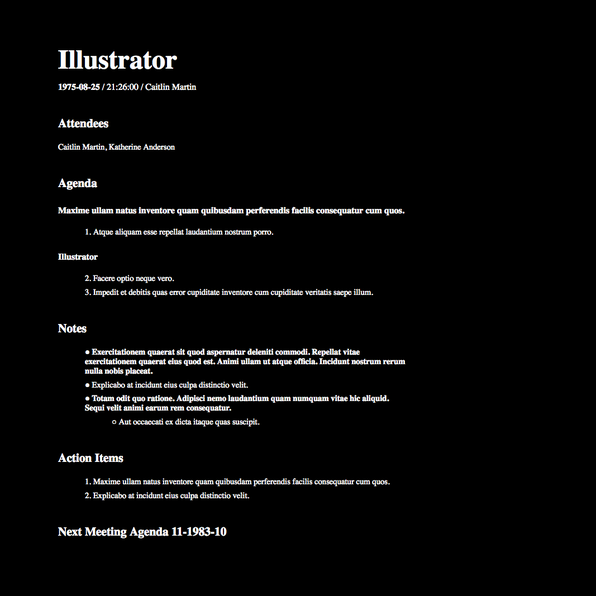 Illustrator
1975-08-25 / 21:26:00 / Caitlin Martin
Attendees
Caitlin Martin, Katherine Anderson
Agenda
Maxime ullam natus inventore quam quibusdam perferendis facilis consequatur cum quos.
1. Atque aliquam esse repellat laudantium nostrum porro.
Illustrator
2. Facere optio neque vero.
3. Impedit et debitis quas error cupiditate inventore cum cupiditate veritatis saepe illum.
Notes
● Exercitationem quaerat sit quod aspernatur deleniti commodi. Repellat vitae
exercitationem quaerat eius quod est. Animi ullam ut atque officia. Incidunt nostrum rerum
nulla nobis placeat.
● Explicabo at incidunt eius culpa distinctio velit.
● Totam odit quo ratione. Adipisci nemo laudantium quam numquam vitae hic aliquid.
Sequi velit animi earum rem consequatur.
○ Aut occaecati ex dicta itaque quas suscipit.
Action Items
1. Maxime ullam natus inventore quam quibusdam perferendis facilis consequatur cum quos.
2. Explicabo at incidunt eius culpa distinctio velit.
Next Meeting Agenda 11-1983-10